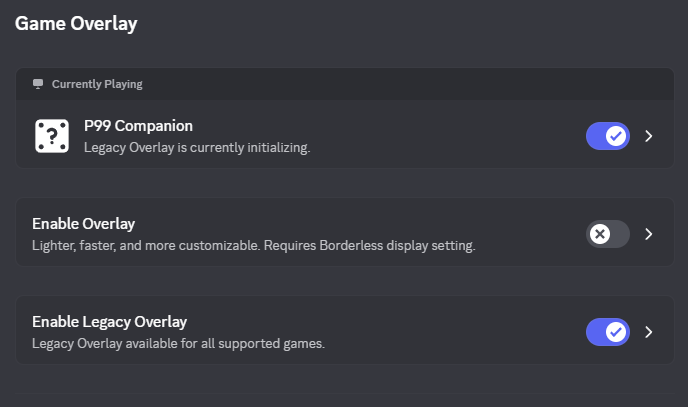 Game Overlay
Currently Playing
P99 Companion
Legacy Overlay is currently initializing.
Enable Overlay
Lighter, faster, and more customizable. Requires Borderless display setting.
Enable Legacy Overlay
Legacy Overlay available for all supported games.